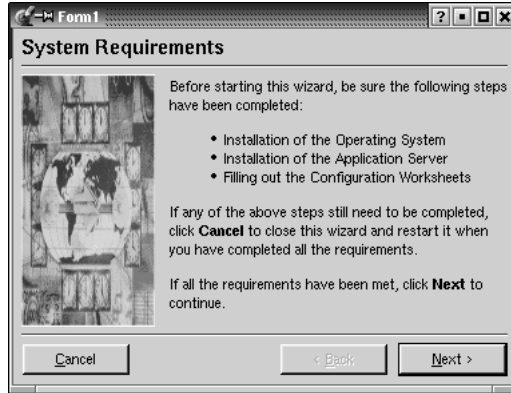 Form1
System Requirements
Before starting this wizard, be sure the following steps
have been completed:
• Installation of the Operating System
• Installation of the Application Server
• Filling out the Configuration Worksheets
If any of the above steps still need to be completed,
click Cancel to close this wizard and restart it when
you have completed all the requirements.
If all the requirements have been met, click Next to
continue.
Cancel
< Back
Next >